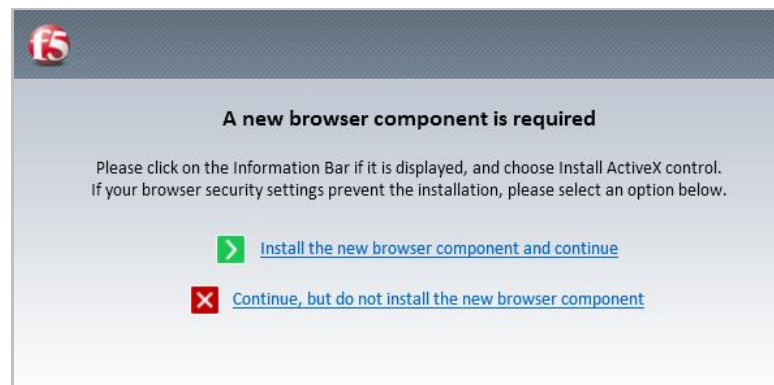 f5
A new browser component is required
Please click on the Information Bar if it is displayed, and choose Install ActiveX control.
If your browser security settings prevent the installation, please select an option below.
Install the new browser component and continue
Continue, but do not install the new browser component